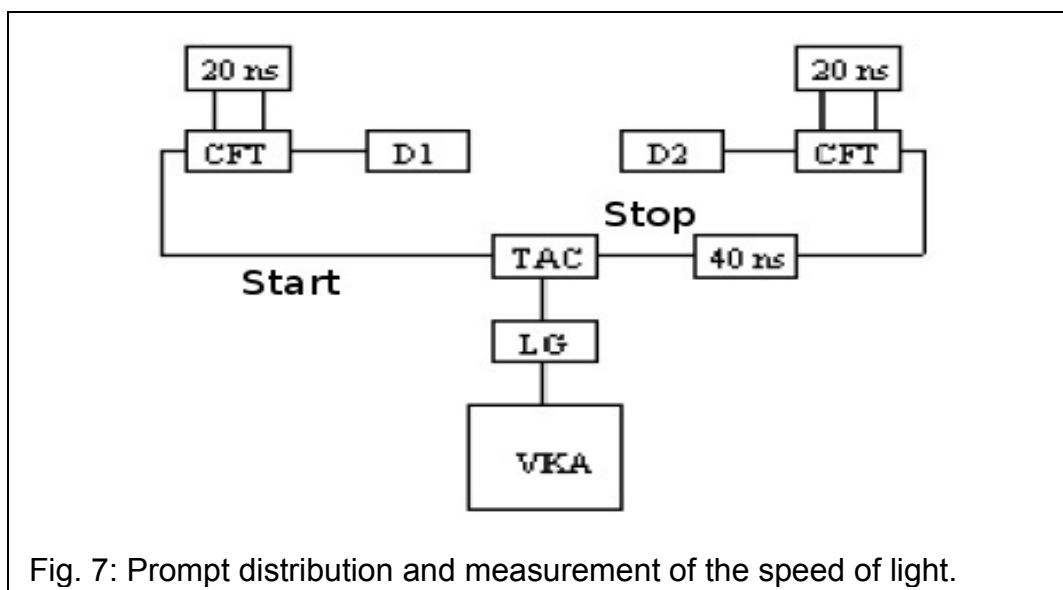 20 ns
20 ns
CFT
D1
D2
CFT
Stop
TAC
40 ns
Start
LG
VKA
Fig. 7: Prompt distribution and measurement of the speed of light.